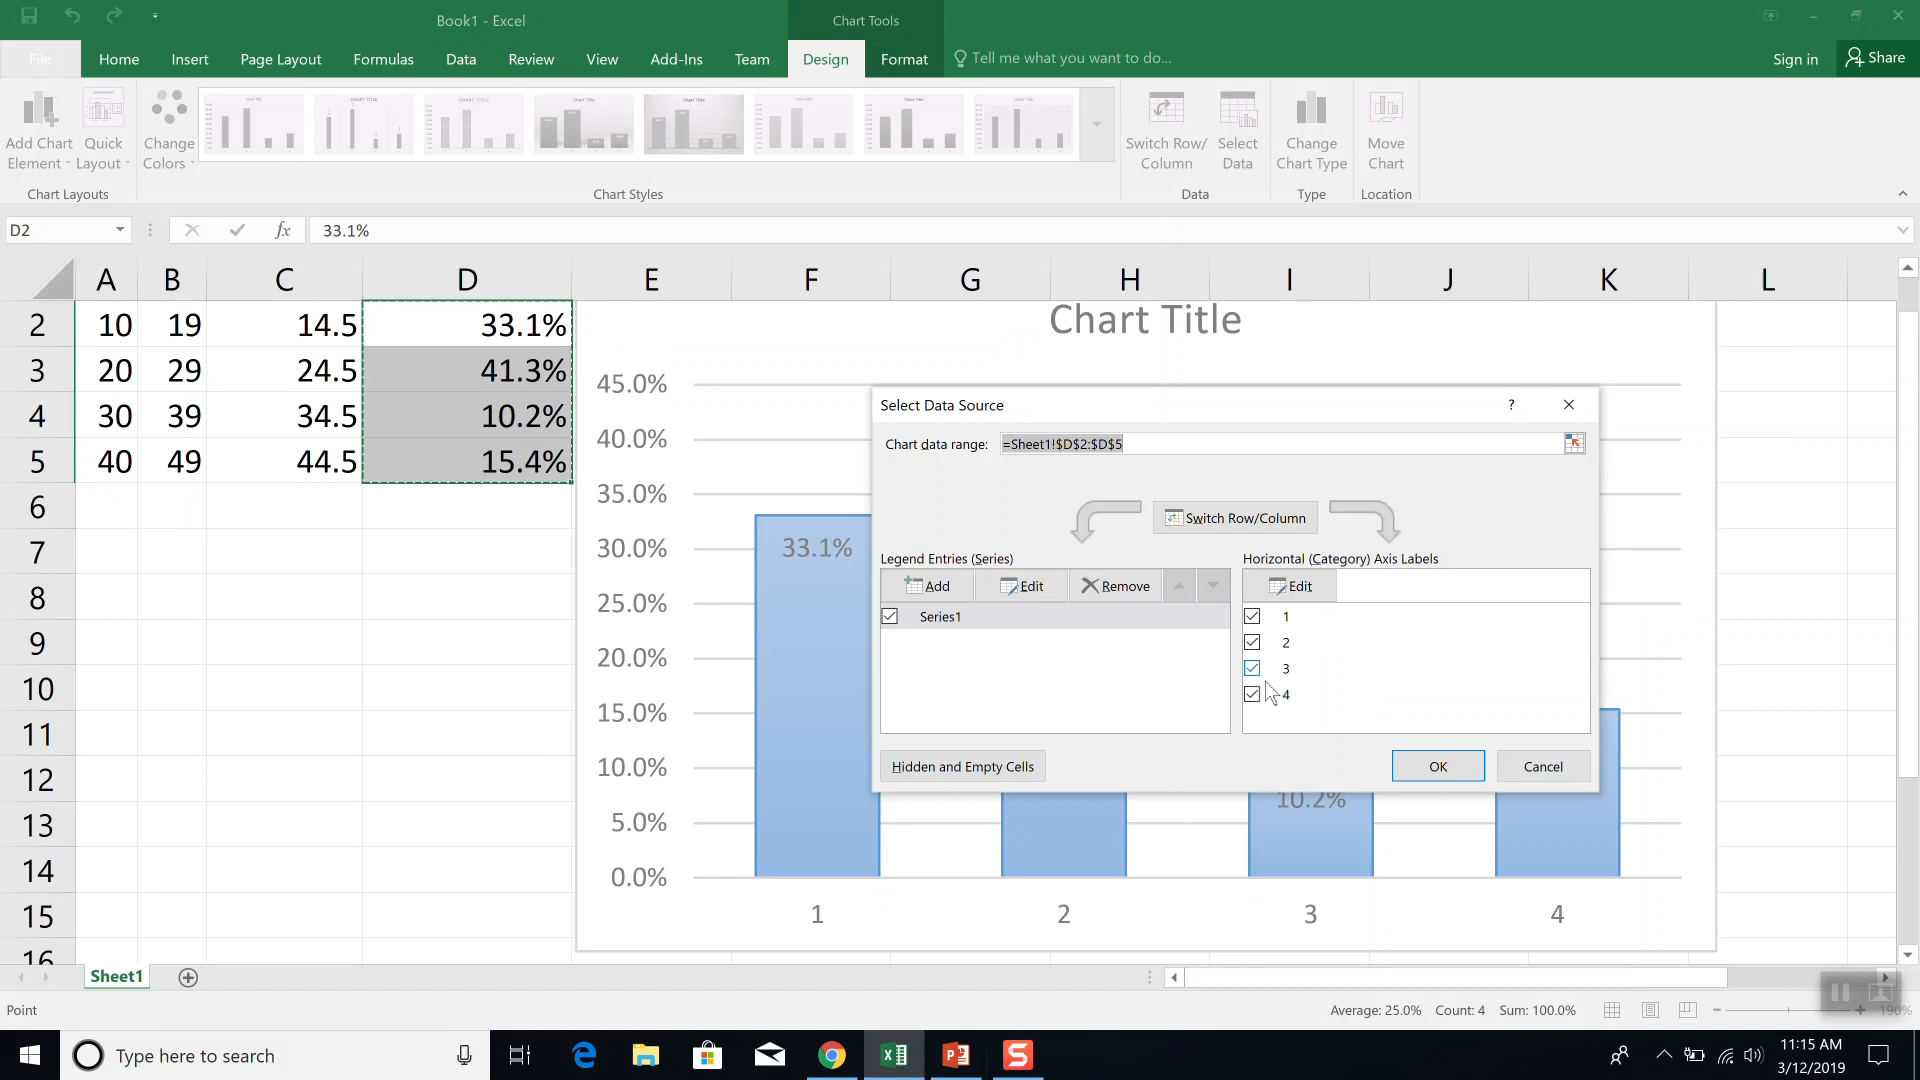 Book1 - Excel
Chart Tools
File
Home
Insert
Page Layout
Formulas
Data
Review
View
Add-Ins
Team
Design
Format
Tell me what you want to do...
Sign in
Share
Add Chart
Element
Quick
Layout
Change
Colors
Switch Row/
Column
Select
Data
Change
Chart Type
Move
Chart
Chart Layouts
Chart Styles
Data
Type
Location
D2
fx
33.1%
A B C D E F G H I J K L
2 10 19 14.5 33.1%
3 20 29 24.5 41.3%
4 30 39 34.5 10.2%
5 40 49 44.5 15.4%
6
7
8
9
10
11
12
13
14
15
16
Chart Title
45.0%
40.0%
35.0%
30.0%
25.0%
20.0%
15.0%
10.0%
5.0%
0.0%
33.1%
10.2%
1 2 3 4
Select Data Source
?
Chart data range:
=Sheet1!$D$2:$D$5
Switch Row/Column
Legend Entries (Series)
Add
Edit
Remove
Series1
Horizontal (Category) Axis Labels
Edit
1
2
3
4
Hidden and Empty Cells
OK
Cancel
Sheet1
Point
Average: 25.0%
Count: 4
Sum: 100.0%
190%
Type here to search
11:15 AM
3/12/2019